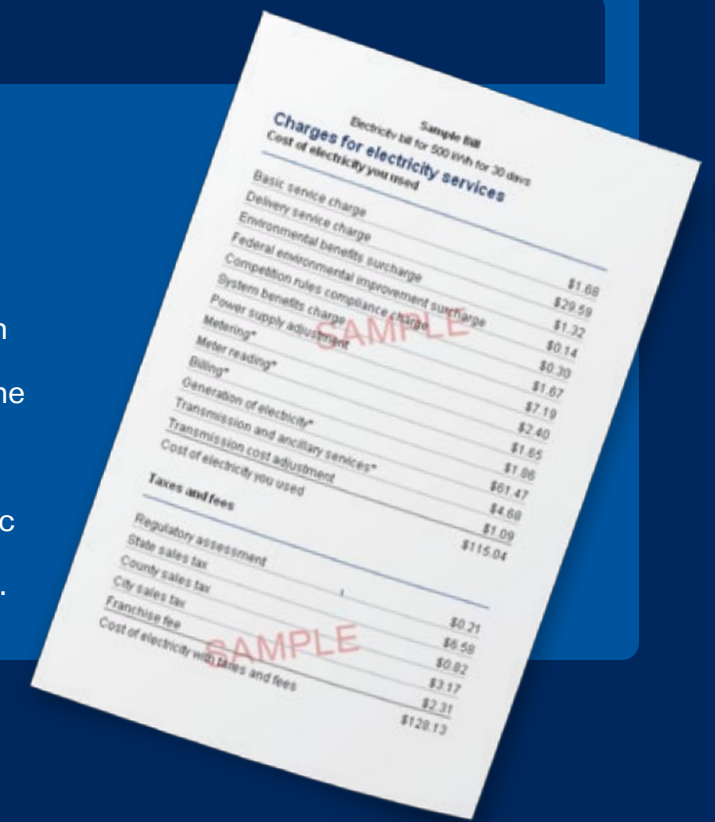 Sample Bill
Electricity bill for 500 kWh for 30 days
Charges for electricity services
Cost of electricity you used
Basic service charge $1.68
Delivery service charge $29.59
Environmental benefits surcharge $1.32
Federal environmental improvement surcharge $0.14
Competition rules compliance charge $0.30
System benefits charge $1.67
Power supply adjustment $7.19
Metering* $2.40
Meter reading* $1.65
Billing* $1.86
Generation of electricity* $61.47
Transmission and ancillary services* $4.68
Transmission cost adjustment $1.09
Cost of electricity you used $115.04
SAMPLE
Taxes and fees
Regulatory assessment $0.21
State sales tax $6.58
County sales tax $0.82
City sales tax $3.17
Franchise fee $2.31
Cost of electricity with taxes and fees $128.13
SAMPLE